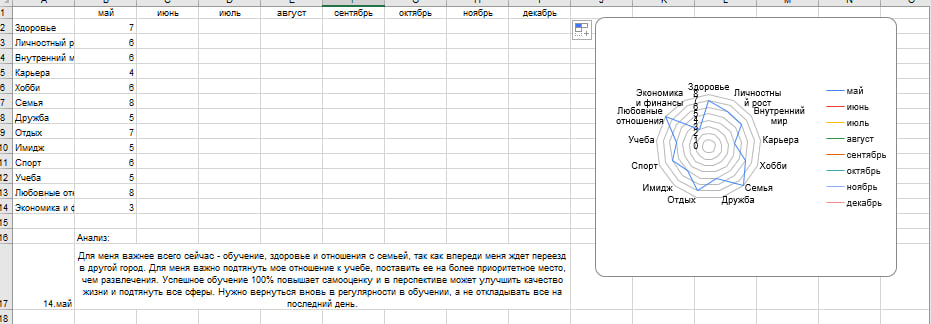 май июнь июль август сентябрь октябрь ноябрь декабрь
2 Здоровье 7
3 Личностный р 6
4 Внутренний м 6
5 Карьера 4
6 Хобби 6
7 Семья 8
8 Дружба 5
9 Отдых 7
10 Имидж 5
11 Спорт 6
12 Учеба 5
13 Любовные от 8
14 Экономика и ф 3
15
16 Анализ:
Для меня важнее всего сейчас - обучение, здоровье и отношения с семьей, так как впереди меня ждет переезд
в другой город. Для меня важно подтянуть мое отношение к учебе, поставить ее на более приоритетное место,
чем развлечения. Успешное обучение 100% повышает самооценку и в перспективе может улучшить качество
жизни и подтянуть все сферы. Нужно вернуться вновь в регулярности в обучении, а не откладывать все на
17 14.май последний день.
18
Здоровье
Личностны
й рост
Внутренний
мир
Карьера
Хобби
Семья
Дружба
Отдых
Имидж
Спорт
Учеба
Любовные
отношения
Экономика
и финансы
8
7
6
5
4
3
2
1
0
май
июнь
июль
август
сентябрь
октябрь
ноябрь
декабрь